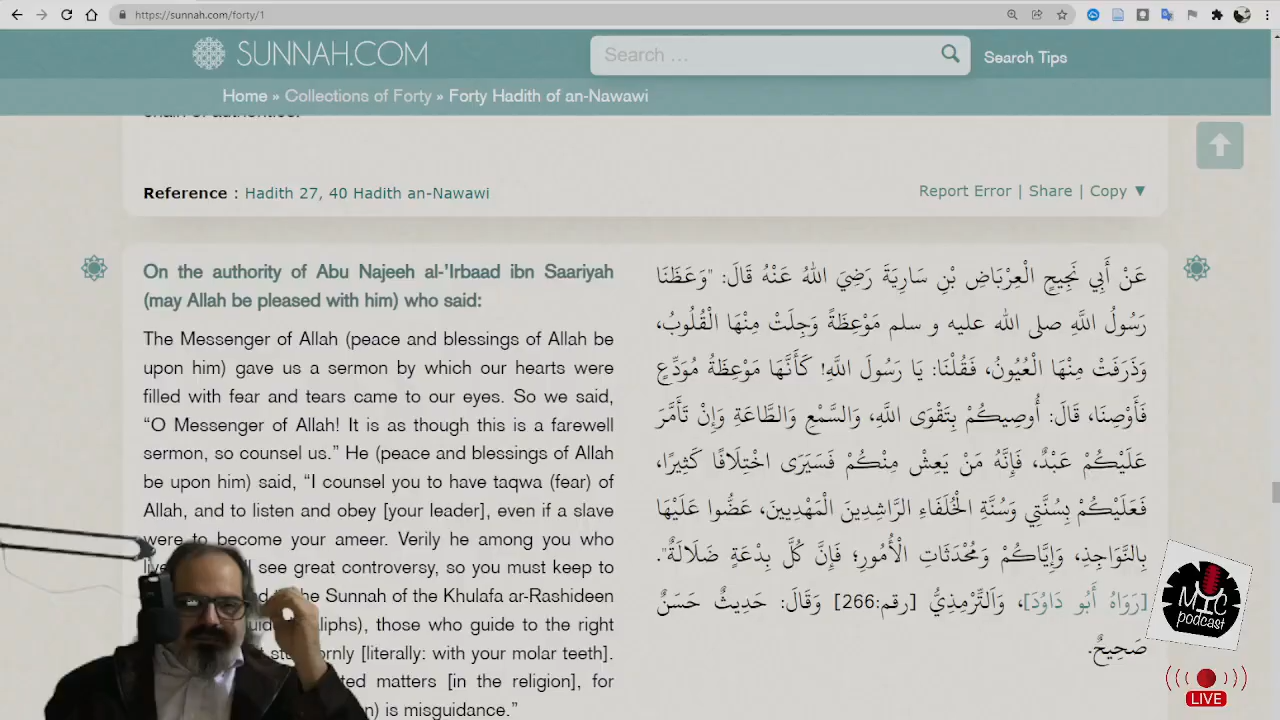 https://sunnah.com/forty/1
SUNNAH.COM
Search ...
Search Tips
Home » Collections of Forty » Forty Hadith of an-Nawawi
Reference : Hadith 27, 40 Hadith an-Nawawi
Report Error | Share | Copy ▼
On the authority of Abu Najeeh al-'Irbaad ibn Saariyah
(may Allah be pleased with him) who said:
The Messenger of Allah (peace and blessings of Allah be
upon him) gave us a sermon by which our hearts were
filled with fear and tears came to our eyes. So we said,
“O Messenger of Allah! It is as though this is a farewell
sermon, so counsel us.” He (peace and blessings of Allah
be upon him) said, “I counsel you to have taqwa (fear) of
Allah, and to listen and obey [your leader], even if a slave
were to become your ameer. Verily he among you who
see great controversy, so you must keep to
the Sunnah of the Khulafa ar-Rashideen
those who guide to the right
[literally: with your molar teeth].
matters [in the religion], for
is misguidance.”
عَنْ أَبِي نَجِيحٍ الْعِرْبَاضِ بْنِ سَارِيَةَ رَضِيَ اللهُ عَنْهُ قَالَ: "وَعَظَنَا
رَسُولُ اللَّهِ صلى الله عليه و سلم مَوْعِظَةً وَجِلَتْ مِنْهَا الْقُلُوبُ،
وَذَرَفَتْ مِنْهَا الْعُيُونُ، فَقُلْنَا: يَا رَسُولَ اللَّهِ! كَأَنَّهَا مَوْعِظَةُ مُوَدِّعٍ
فَأَوْصِنَا، قَالَ: أُوصِيكُمْ بِتَقْوَى اللَّهِ، وَالسَّمْعِ وَالطَّاعَةِ وَإِنْ تَأَمَّرَ
عَلَيْكُمْ عَبْدٌ، فَإِنَّهُ مَنْ يَعِشْ مِنْكُمْ فَسَيَرَى اخْتِلَافًا كَثِيرًا،
فَعَلَيْكُمْ بِسُنَّتِي وَسُنَّةِ الْخُلَفَاءِ الرَّاشِدِينَ الْمَهْدِيينَ، عَضُّوا عَلَيْهَا
بِالنَّوَاجِذِ، وَإِيَّاكُمْ وَمُحْدَثَاتِ الْأُمُورِ؛ فَإِنَّ كُلَّ بِدْعَةٍ ضَلَالَةٌ".
[رَوَاهُ أَبُو دَاوُدَ]، وَاَلتِّرْمِذِيُّ [رقم:266] وَقَالَ: حَدِيثٌ حَسَنٌ
صَحِيحٌ.
MIC
podcast
LIVE